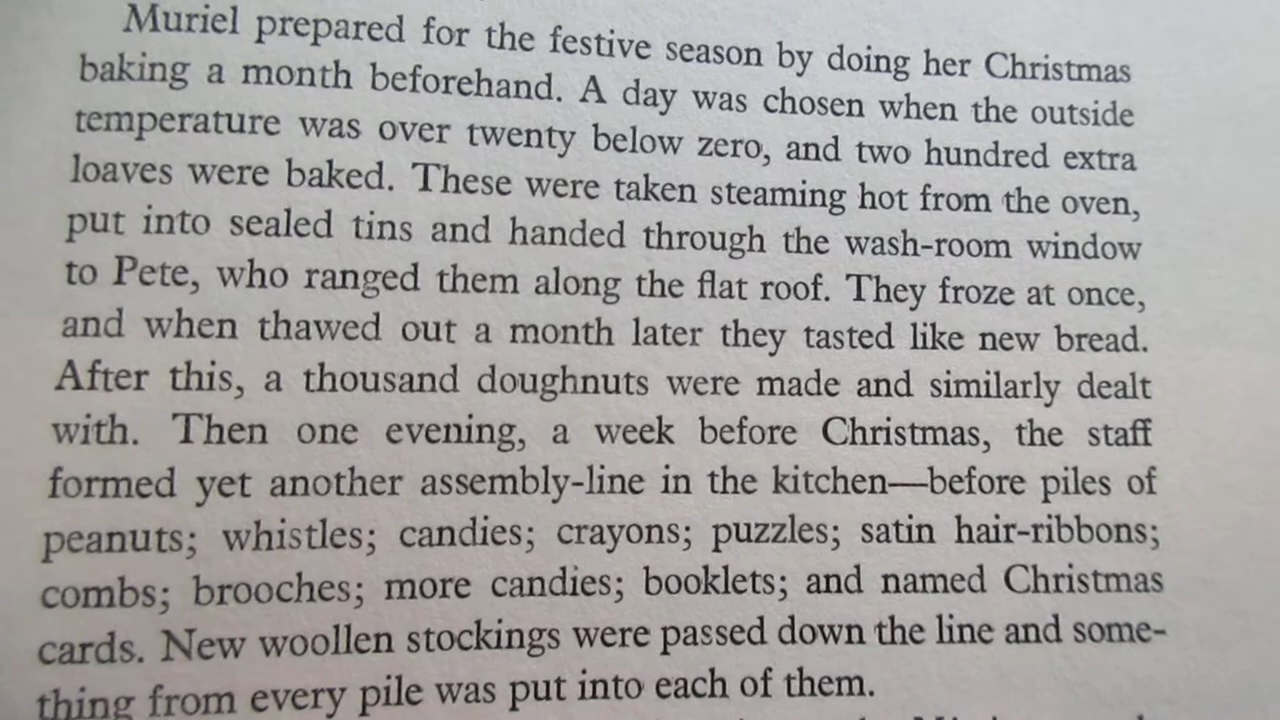 Muriel prepared for the festive season by doing her Christmas
baking a month beforehand. A day was chosen when the outside
temperature was over twenty below zero, and two hundred extra
loaves were baked. These were taken steaming hot from the oven,
put into sealed tins and handed through the wash-room window
to Pete, who ranged them along the flat roof. They froze at once,
and when thawed out a month later they tasted like new bread.
After this, a thousand doughnuts were made and similarly dealt
with. Then one evening, a week before Christmas, the staff
formed yet another assembly-line in the kitchen—before piles of
peanuts; whistles; candies; crayons; puzzles; satin hair-ribbons;
combs; brooches; more candies; booklets; and named Christmas
cards. New woollen stockings were passed down the line and some-
thing from every pile was put into each of them.